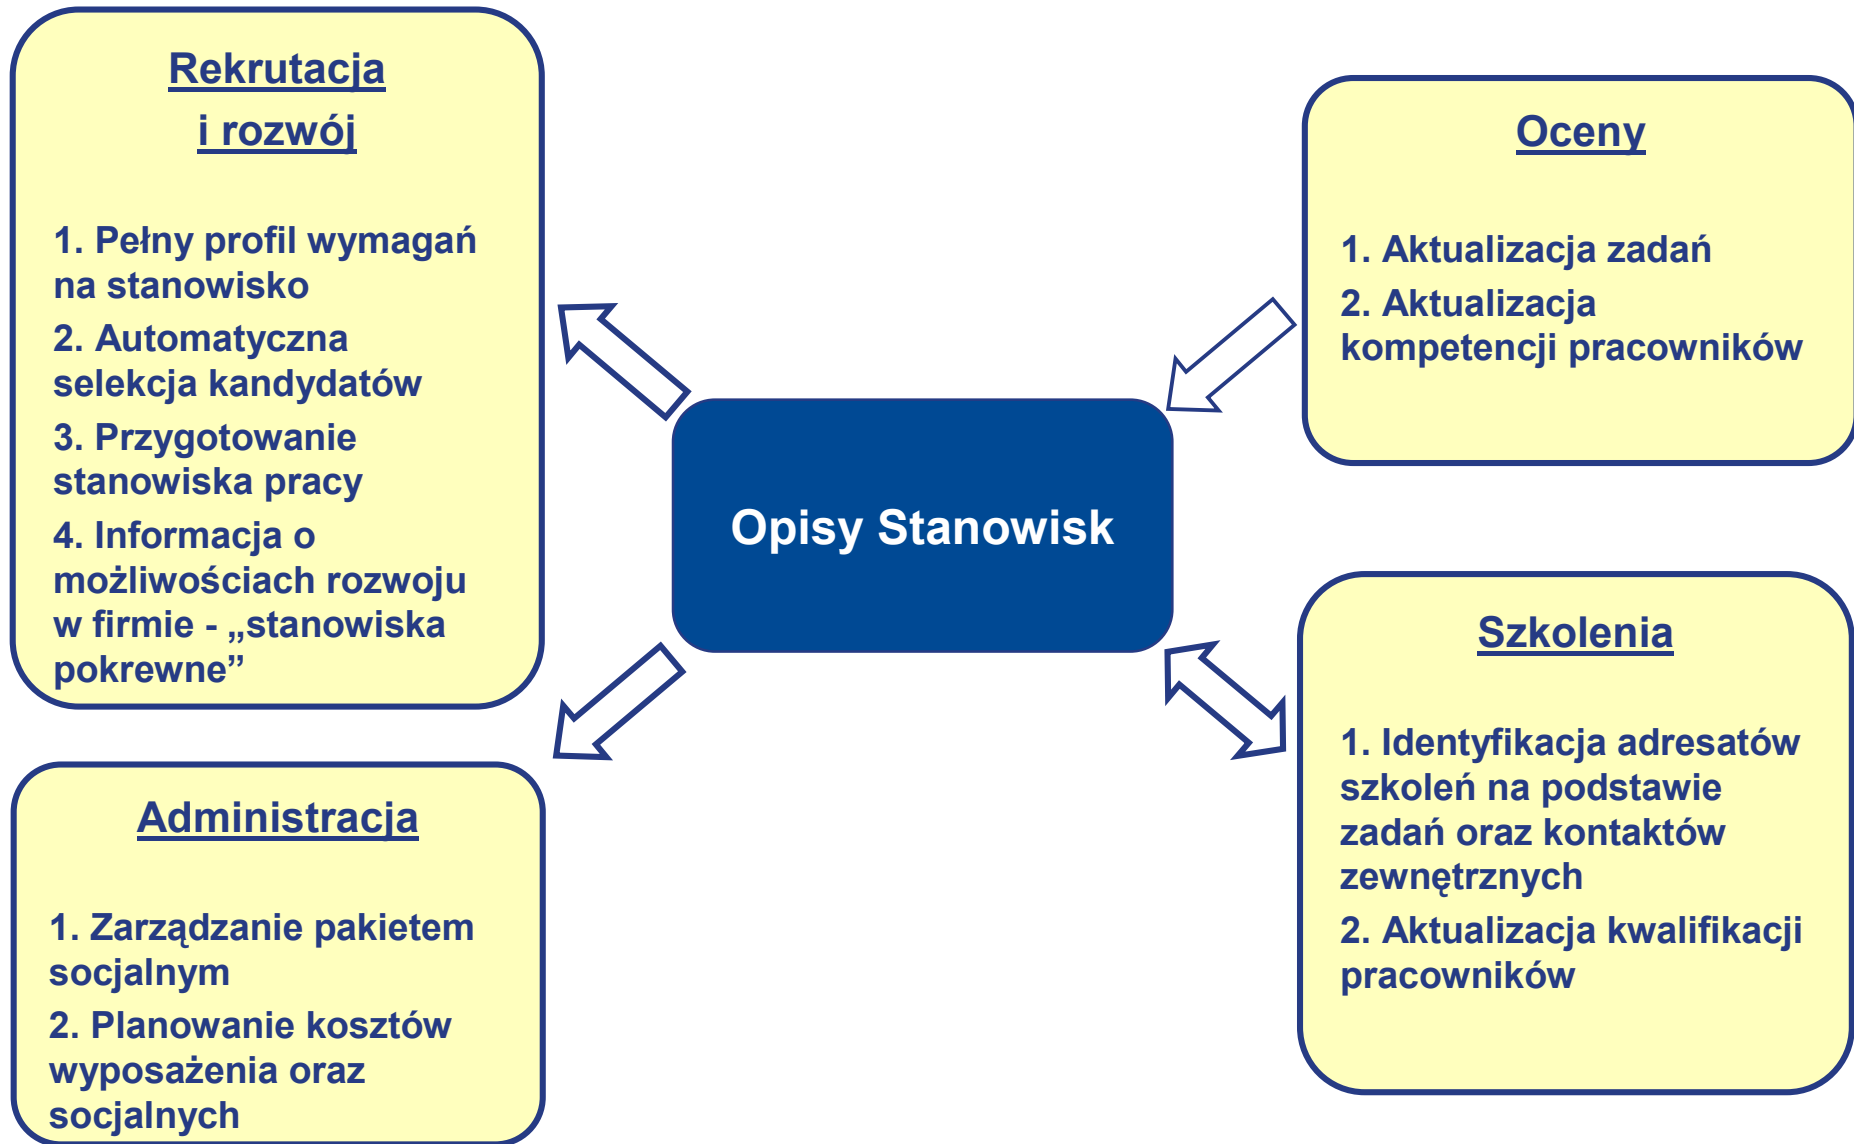 Rekrutacja
i rozwój
1. Pełny profil wymagań
na stanowisko
2. Automatyczna
selekcja kandydatów
3. Przygotowanie
stanowiska pracy
4. Informacja o
możliwościach rozwoju
w firmie - „stanowiska
pokrewne”
Oceny
1. Aktualizacja zadań
2. Aktualizacja
kompetencji pracowników
Opisy Stanowisk
Administracja
1. Zarządzanie pakietem
socjalnym
2. Planowanie kosztów
wyposażenia oraz
socjalnych
Szkolenia
1. Identyfikacja adresatów
szkoleń na podstawie
zadań oraz kontaktów
zewnętrznych
2. Aktualizacja kwalifikacji
pracowników